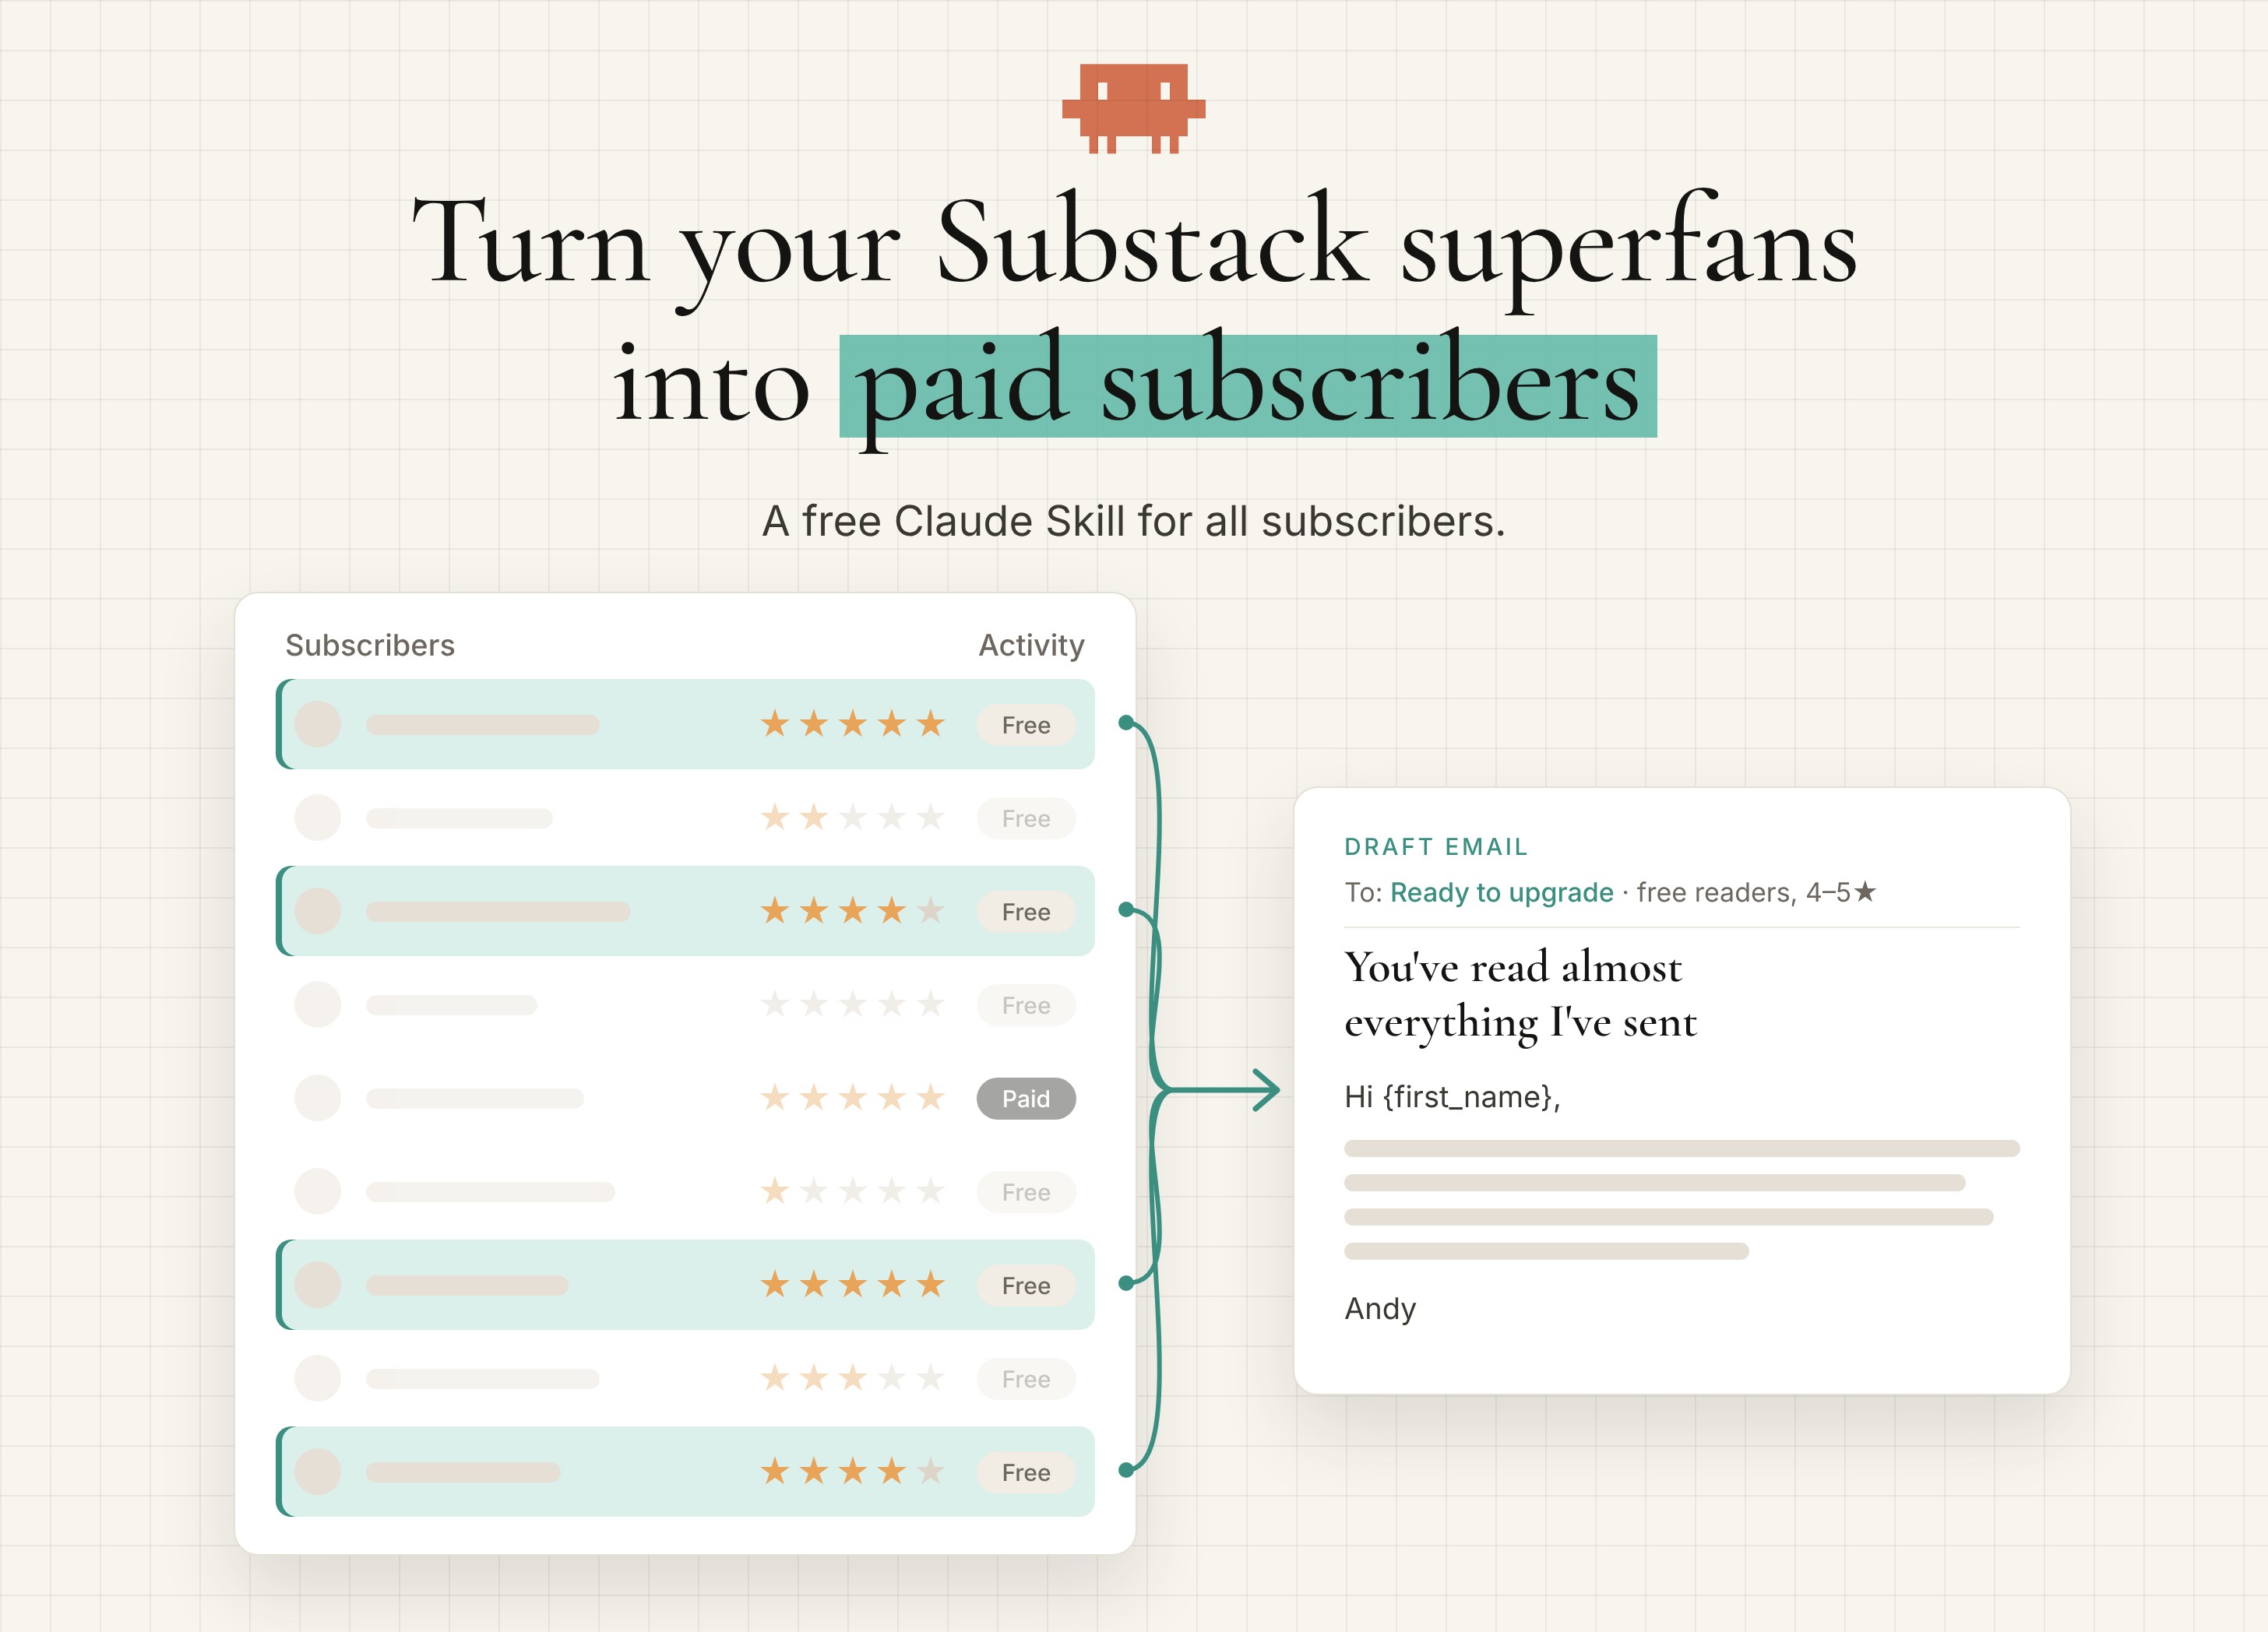 Turn your Substack superfans
into paid subscribers
A free Claude Skill for all subscribers.
Subscribers Activity
★★★★★ Free
★★★★★ Free
★★★★★ Free
★★★★★ Free
★★★★★ Paid
★★★★★ Free
★★★★★ Free
★★★★★ Free
★★★★★ Free
DRAFT EMAIL
To: Ready to upgrade · free readers, 4–5★
You've read almost
everything I've sent
Hi {first_name},
Andy